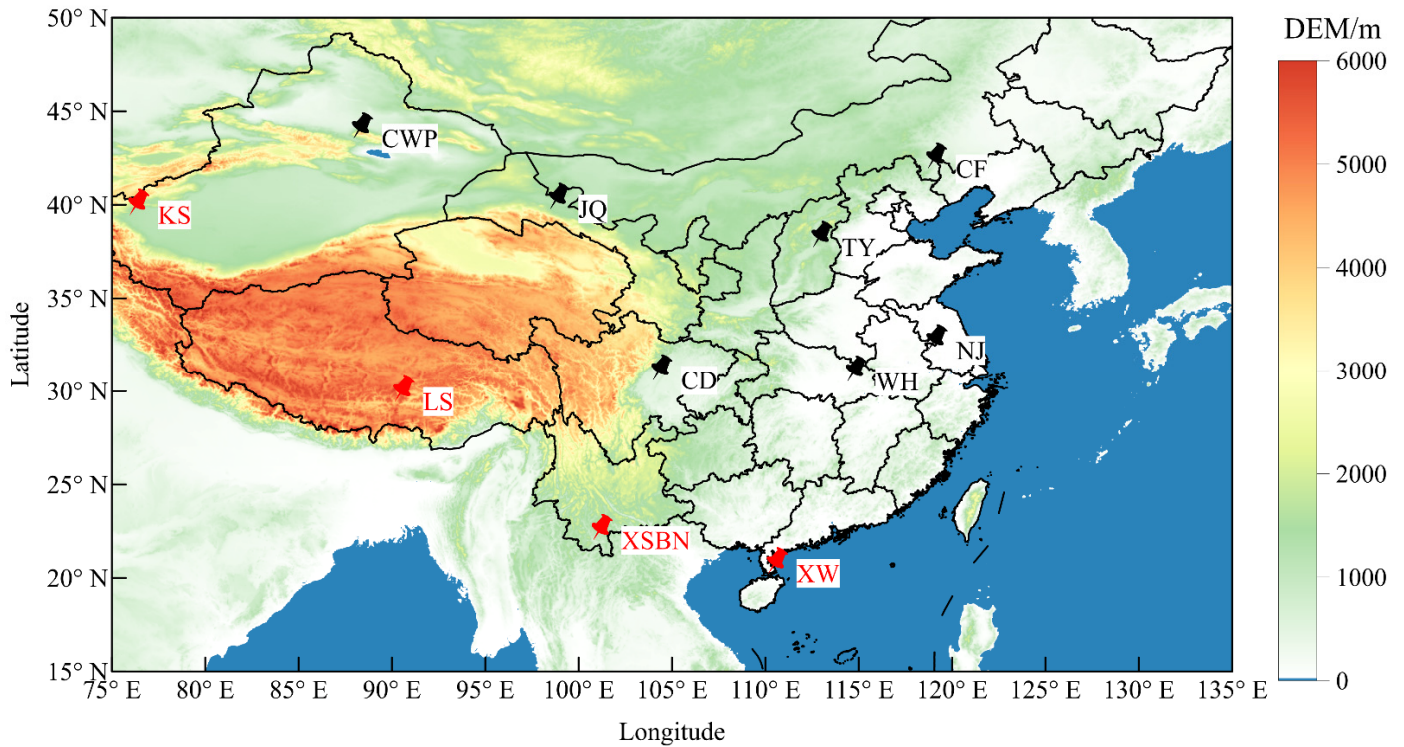 50° N
45° N
40° N
35° N
30° N
25° N
20° N
15° N
Latitude
75° E
80° E
85° E
90° E
95° E
100° E
105° E
110° E
115° E
120° E
125° E
130° E
135° E
Longitude
CWP
KS
JQ
CF
TY
NJ
WH
CD
LS
XSBN
XW
DEM/m
6000
5000
4000
3000
2000
1000
0